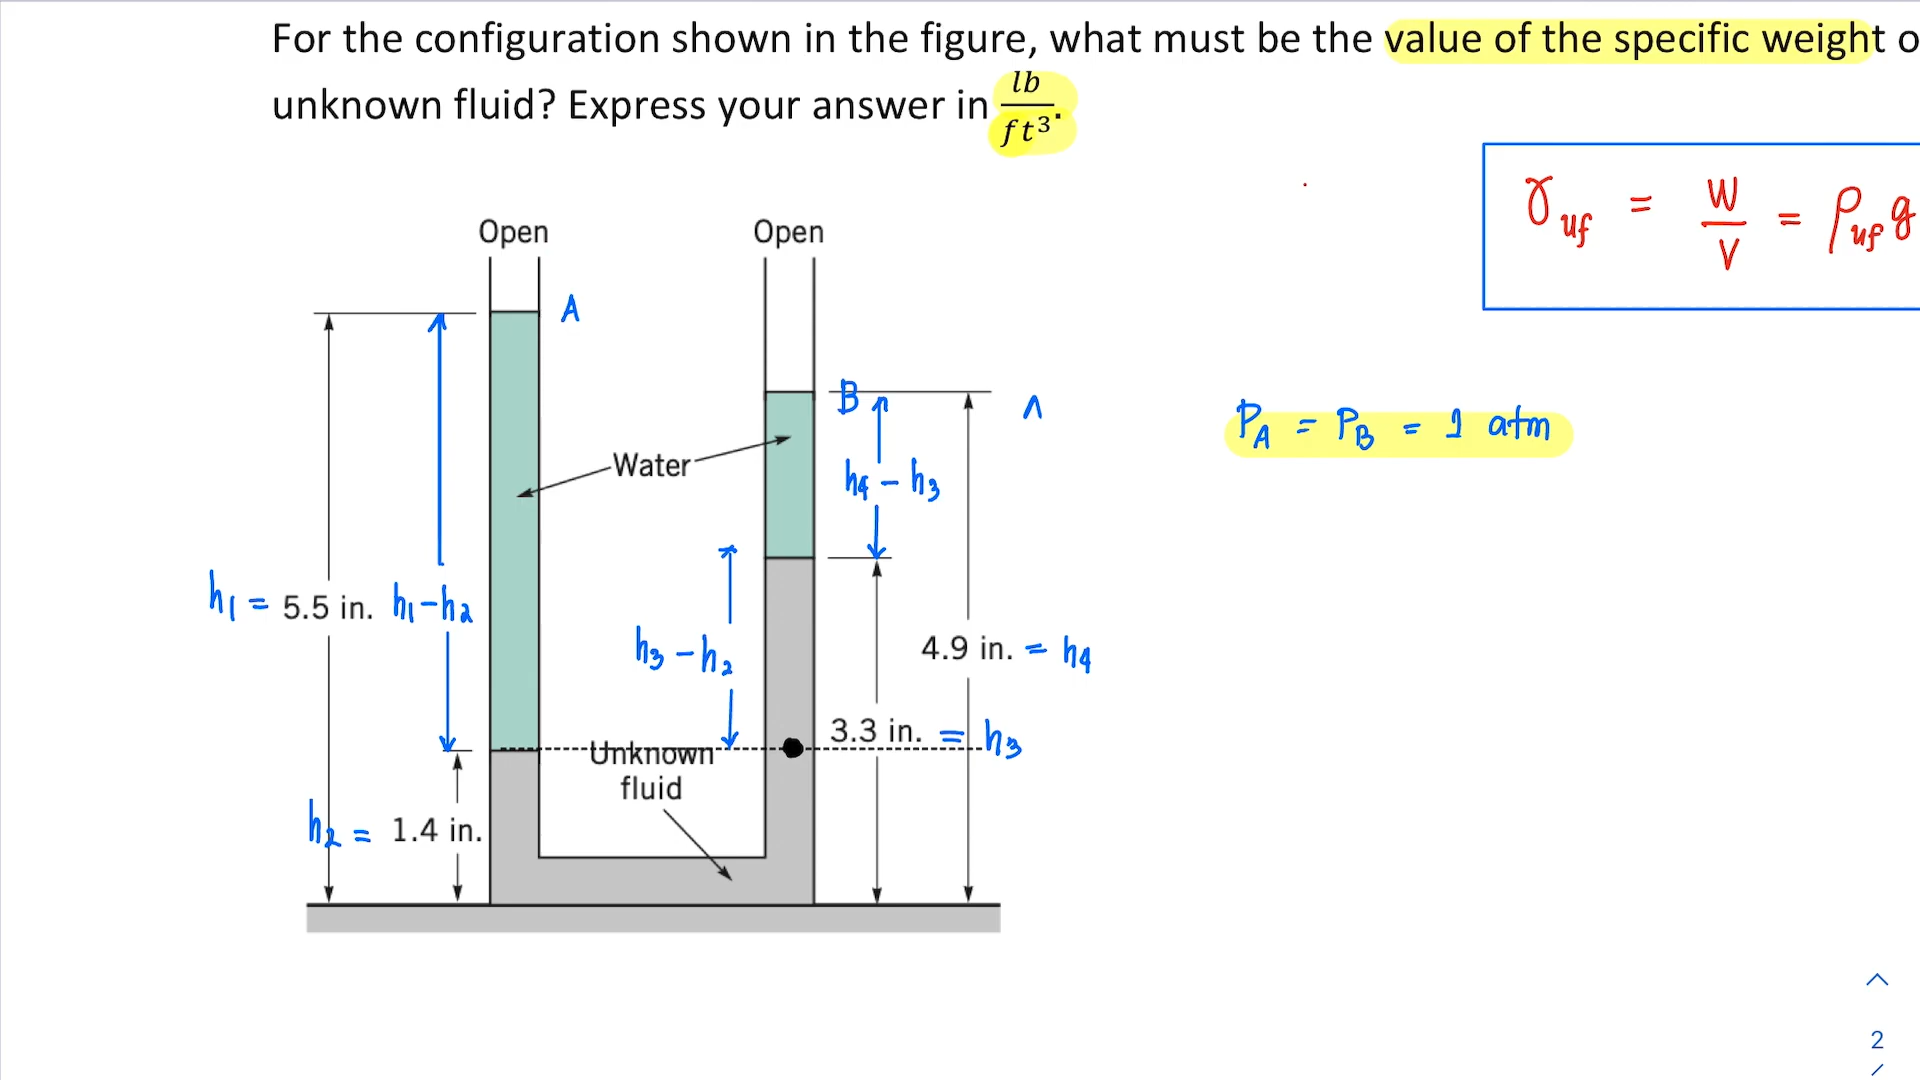 For the configuration shown in the figure, what must be the value of the specific weight o
unknown fluid? Express your answer in lb/ft³.
γuf = W/V = ρuf g
Open Open
A
B
PA = PB = 1 atm
Water
h4 - h3
h1 = 5.5 in. h1-h2
h3 - h2
4.9 in. = h4
3.3 in. = h3
Unknown
fluid
h2 = 1.4 in.
2